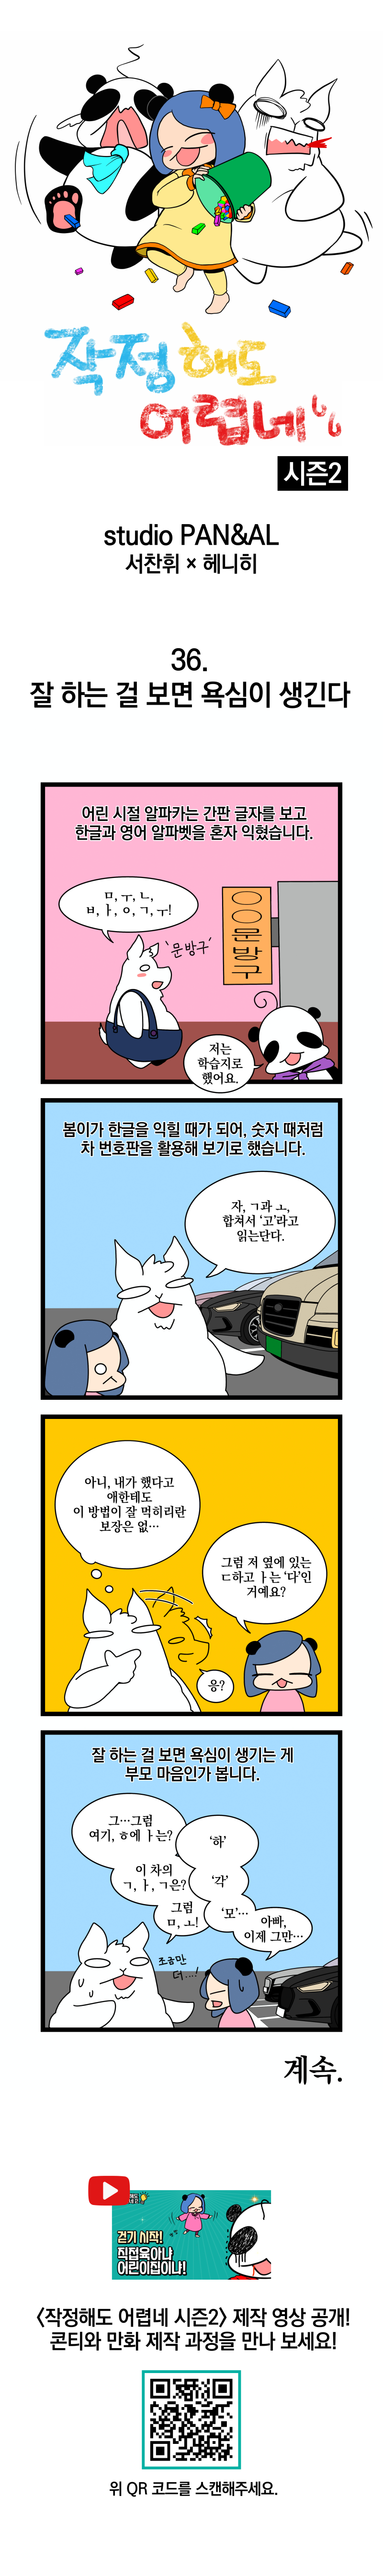 작정해도
어렵네
시즌2
studio PAN&AL
서찬휘 × 헤니히
36.
잘 하는 걸 보면 욕심이 생긴다
어린 시절 알파카는 간판 글자를 보고
한글과 영어 알파벳을 혼자 익혔습니다.
ㅁ, ㅜ, ㄴ,
ㅂ, ㅏ, ㅇ, ㄱ, ㅜ!
'문방구'
○○문방구
저는
학습지로
했어요.
봄이가 한글을 익힐 때가 되어, 숫자 때처럼
차 번호판을 활용해 보기로 했습니다.
자, ㄱ과 ㅗ,
합쳐서 '고'라고
읽는단다.
아니, 내가 했다고
애한테도
이 방법이 잘 먹히리란
보장은 없…
그럼 저 옆에 있는
ㄷ하고 ㅏ는 '다'인
거예요?
응?
잘 하는 걸 보면 욕심이 생기는 게
부모 마음인가 봅니다.
그…그럼
여기, ㅎ에 ㅏ는?
'하'
이 차의
ㄱ, ㅏ, ㄱ은?
'각'
그럼
ㅁ, ㅗ!
'모'…
아빠,
이제 그만…
조금만
더...!
계속.
걷기 시작!
직접육아냐
어린이집이냐!
<작정해도 어렵네 시즌2> 제작 영상 공개!
콘티와 만화 제작 과정을 만나 보세요!
위 QR 코드를 스캔해주세요.